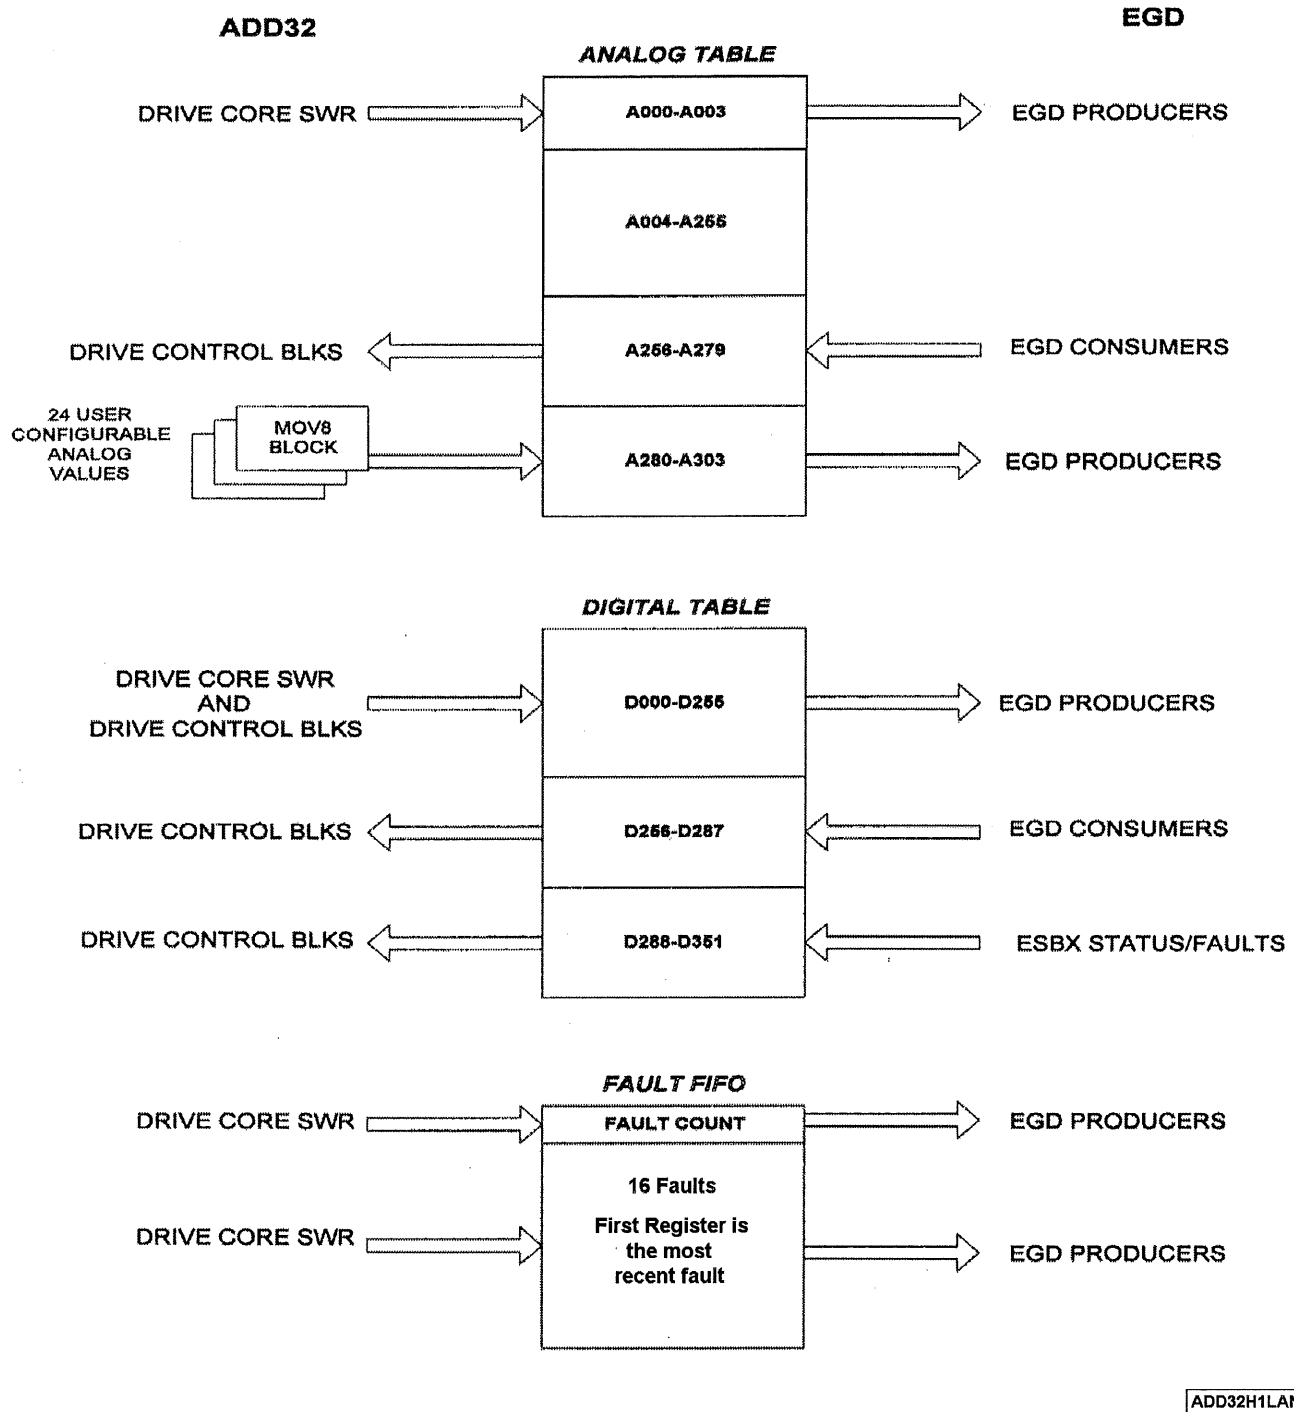 ADD32
EGD
ANALOG TABLE
DRIVE CORE SWR
A000-A003
EGD PRODUCERS
A004-A255
DRIVE CONTROL BLKS
A256-A279
EGD CONSUMERS
24 USER
CONFIGURABLE
ANALOG
VALUES
MOV8
BLOCK
A280-A303
EGD PRODUCERS
DIGITAL TABLE
DRIVE CORE SWR
AND
DRIVE CONTROL BLKS
D000-D255
EGD PRODUCERS
DRIVE CONTROL BLKS
D256-D287
EGD CONSUMERS
DRIVE CONTROL BLKS
D288-D351
ESBX STATUS/FAULTS
FAULT FIFO
DRIVE CORE SWR
FAULT COUNT
EGD PRODUCERS
16 Faults
First Register is
the most
recent fault
DRIVE CORE SWR
EGD PRODUCERS
ADD32H1LAN